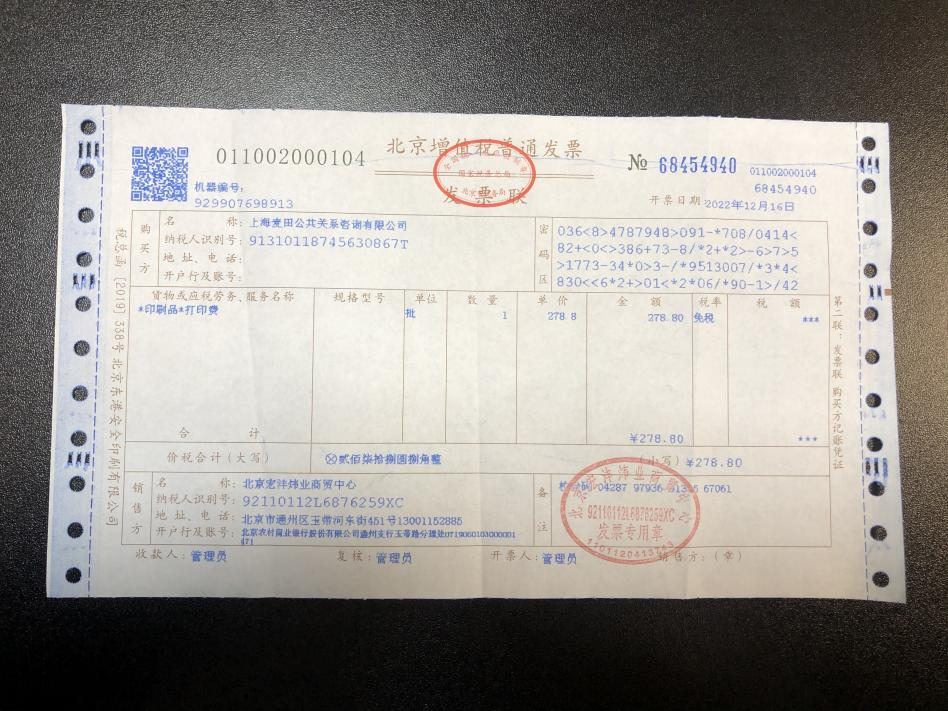 北京增值税普通发票
发票联
011002000104
№ 68454940
011002000104
68454940
机器编号:
929907698913
开票日期:2022年12月16日
购买方
名 称:上海麦田公共关系咨询有限公司
纳税人识别号:91310118745630867T
地 址、电 话:
开户行及账号:
密码区
036<8>4787948>091-*708/0414<
82+<0<>386+73-8/*2+*2>-6>7>5
>1773-34*0>3-/*9513007/*3*4<
830<<6*2+>01<*2*06/*90-1>/42
货物或应税劳务、服务名称 规格型号 单位 数 量 单 价 金 额 税率 税 额
*印刷品*打印费 批 1 278.8 278.80 免税 ***
合 计 ¥278.80 ***
价税合计(大写) ⊗贰佰柒拾捌圆捌角整 (小写)¥278.80
销售方
名 称:北京宏沣炜业商贸中心
纳税人识别号:92110112L6876259XC
地 址、电 话:北京市通州区玉带河东街451号13001152885
开户行及账号:北京农村商业银行股份有限公司通州支行玉带路分理处0719060103000001
471
备注
校验码 04287 97936 67061
收款人:管理员 复核:管理员 开票人:管理员 销售方:(章)
北京宏沣炜业商贸中心
92110112L6876259XC
发票专用章
税总函〔2019〕338号北京东港安全印刷有限公司
第二联:发票联 购买方记账凭证
国家税务总局